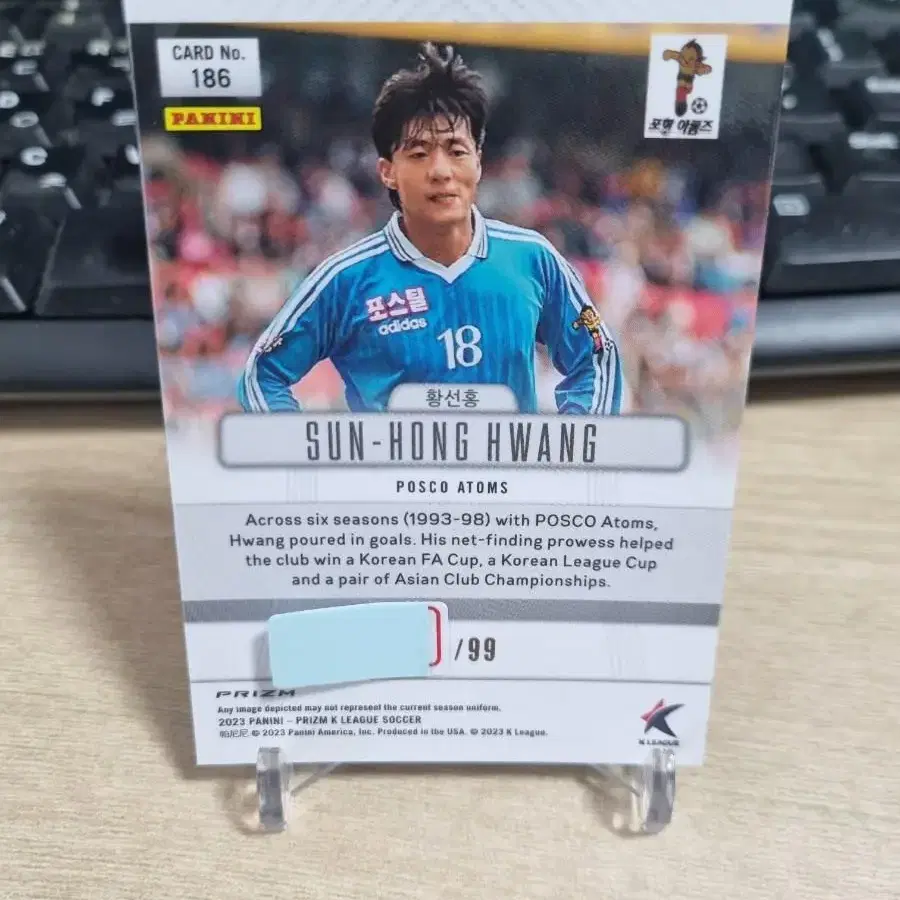 CARD No.
186
PANINI
포항 아톰즈
포스틸
adidas
18
황선홍
SUN-HONG HWANG
POSCO ATOMS
Across six seasons (1993-98) with POSCO Atoms,
Hwang poured in goals. His net-finding prowess helped
the club win a Korean FA Cup, a Korean League Cup
and a pair of Asian Club Championships.
/99
PRIZM
Any image depicted may not represent the current season uniform.
2023 PANINI – PRIZM K LEAGUE SOCCER
帕尼尼 © 2023 Panini America, Inc. Produced in the USA. © 2023 K League.
K LEAGUE